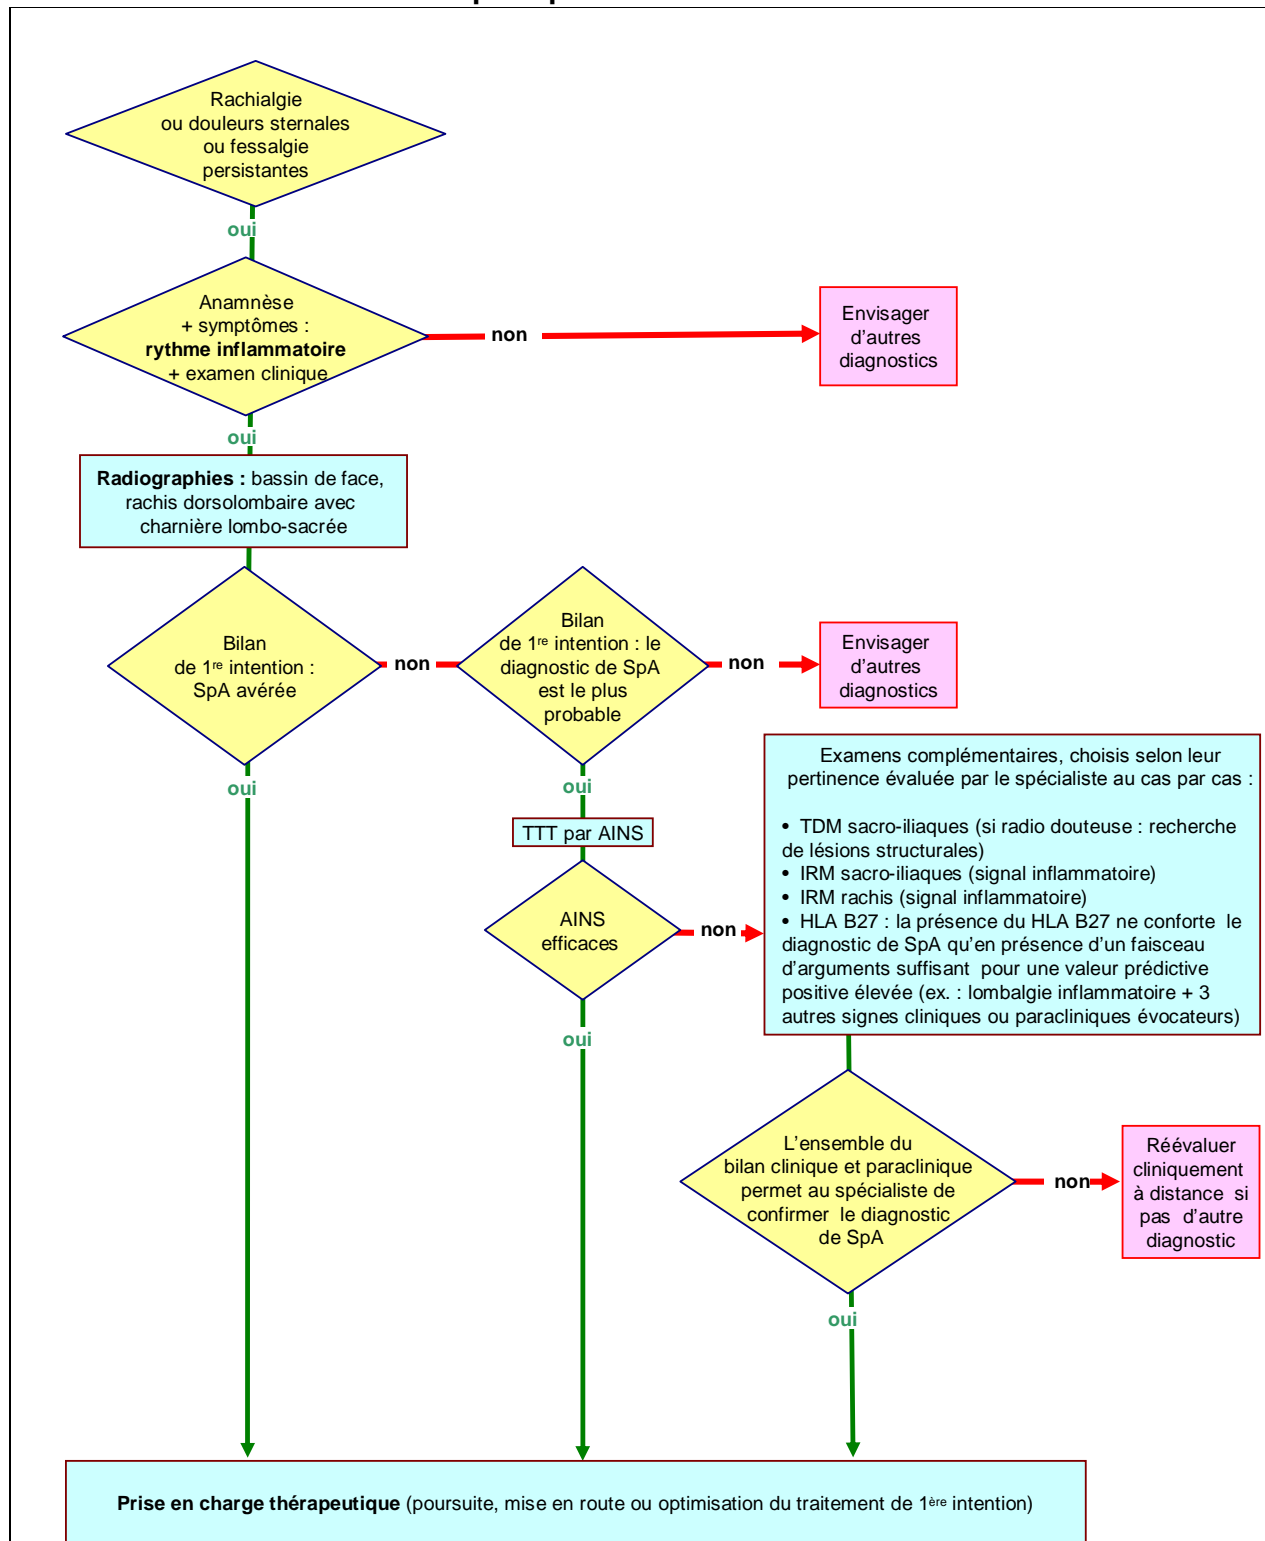 Rachialgie
ou douleurs sternales
ou fessalgie
persistantes
oui
Anamnèse
+ symptômes :
rythme inflammatoire
+ examen clinique
non
Envisager
d'autres
diagnostics
oui
Radiographies : bassin de face,
rachis dorsolombaire avec
charnière lombo-sacrée
Bilan
de 1re intention :
SpA avérée
non
Bilan
de 1re intention : le
diagnostic de SpA
est le plus
probable
non
Envisager
d'autres
diagnostics
oui
oui
TTT par AINS
AINS
efficaces
non
Examens complémentaires, choisis selon leur
pertinence évaluée par le spécialiste au cas par cas :
• TDM sacro-iliaques (si radio douteuse : recherche
de lésions structurales)
• IRM sacro-iliaques (signal inflammatoire)
• IRM rachis (signal inflammatoire)
• HLA B27 : la présence du HLA B27 ne conforte le
diagnostic de SpA qu'en présence d'un faisceau
d'arguments suffisant pour une valeur prédictive
positive élevée (ex. : lombalgie inflammatoire + 3
autres signes cliniques ou paracliniques évocateurs)
oui
L'ensemble du
bilan clinique et paraclinique
permet au spécialiste de
confirmer le diagnostic
de SpA
non
Réévaluer
cliniquement
à distance si
pas d'autre
diagnostic
oui
Prise en charge thérapeutique (poursuite, mise en route ou optimisation du traitement de 1ère intention)